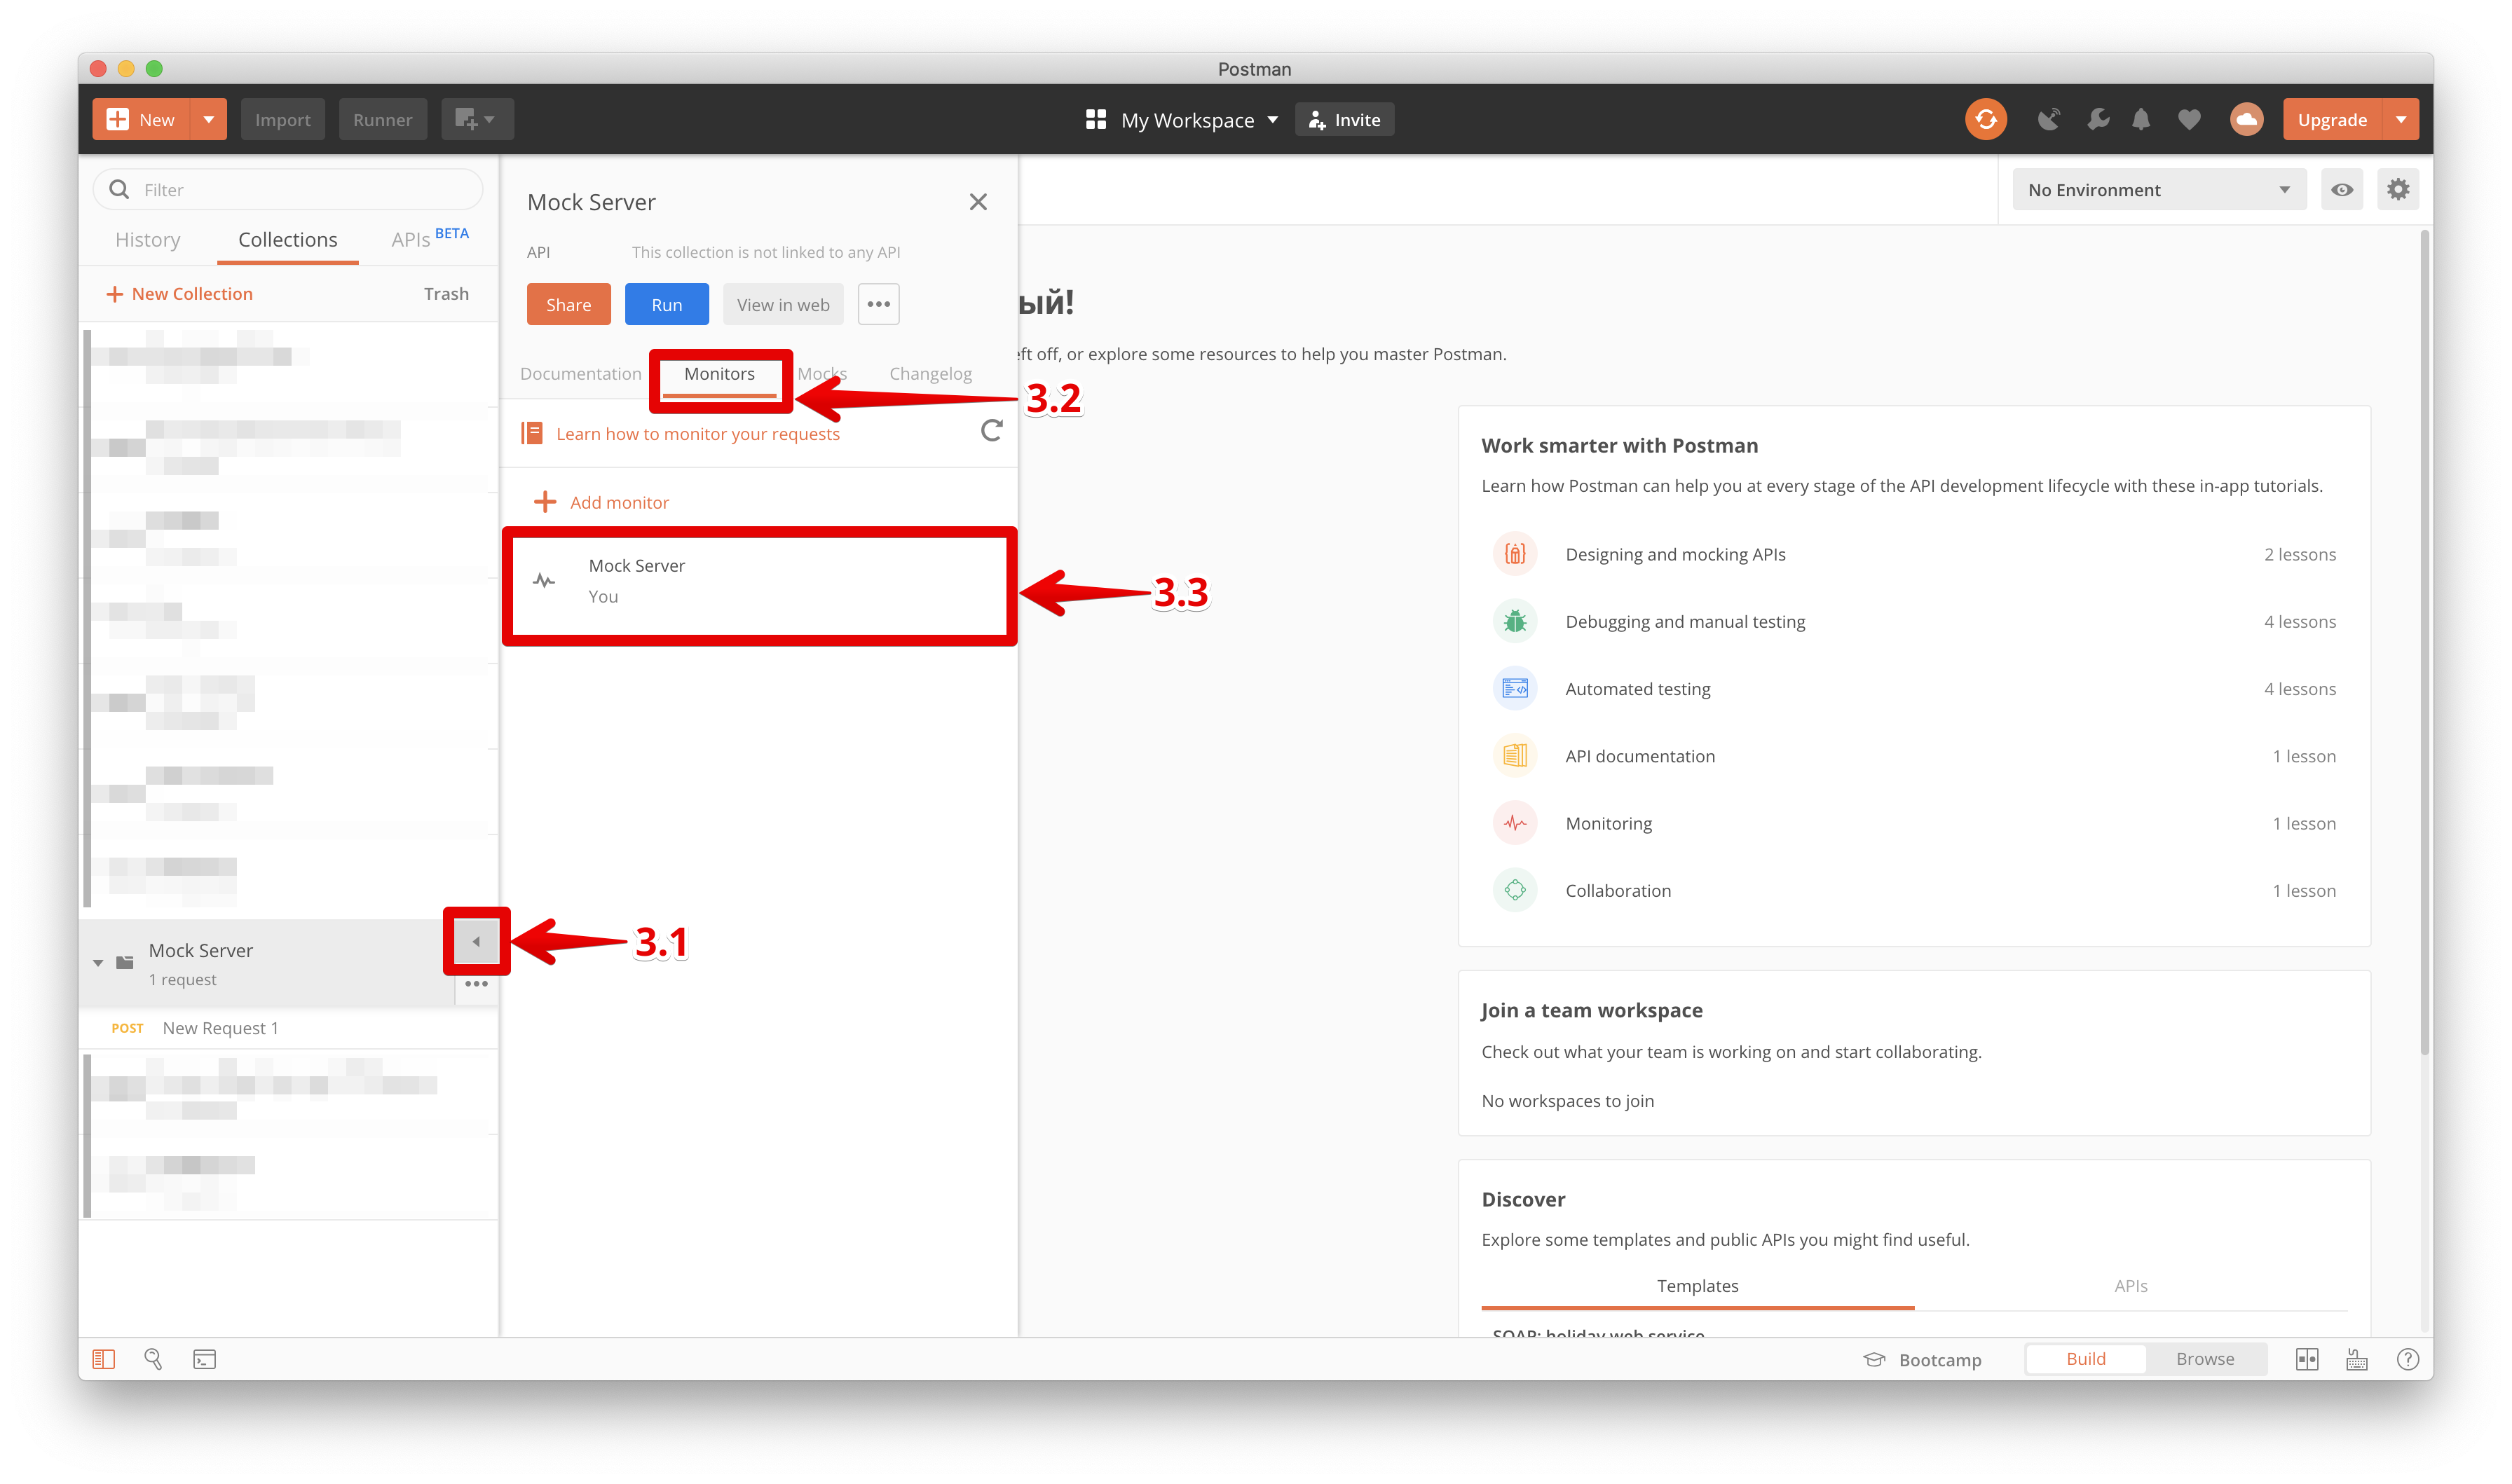 Postman
New
Import
Runner
My Workspace
Invite
Upgrade
Filter
History
Collections
APIs BETA
New Collection
Trash
Mock Server
1 request
POST New Request 1
Mock Server
API
This collection is not linked to any API
Share
Run
View in web
Documentation
Monitors
Mocks
Changelog
Learn how to monitor your requests
Add monitor
Mock Server
You
3.1
3.2
3.3
No Environment
ый!
eft off, or explore some resources to help you master Postman.
Work smarter with Postman
Learn how Postman can help you at every stage of the API development lifecycle with these in-app tutorials.
Designing and mocking APIs
2 lessons
Debugging and manual testing
4 lessons
Automated testing
4 lessons
API documentation
1 lesson
Monitoring
1 lesson
Collaboration
1 lesson
Join a team workspace
Check out what your team is working on and start collaborating.
No workspaces to join
Discover
Explore some templates and public APIs you might find useful.
Templates
APIs
SOAP: holiday web service
Bootcamp
Build
Browse